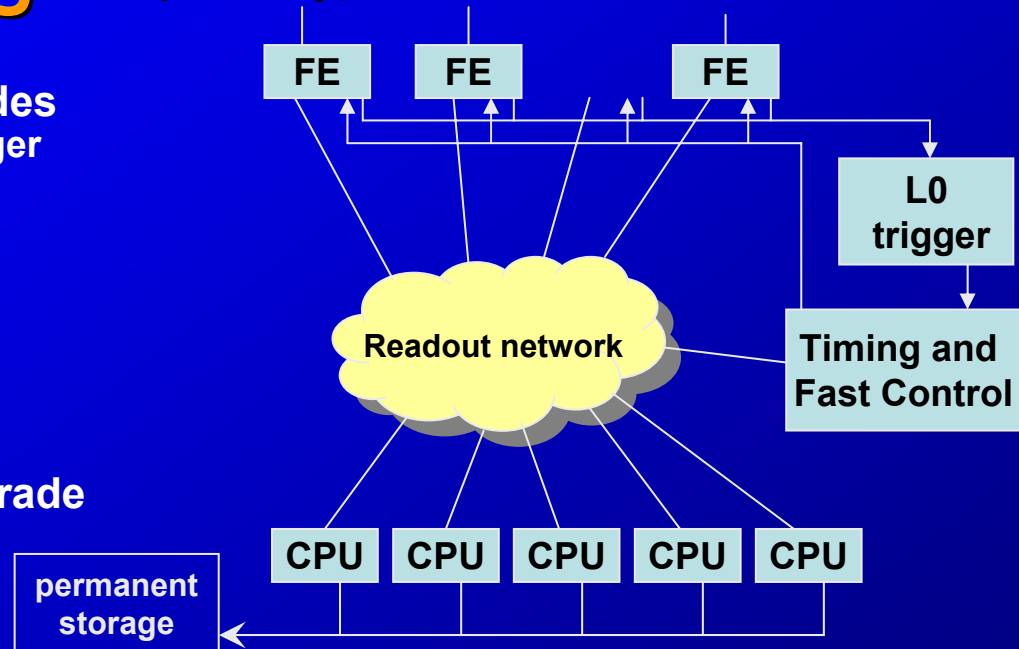 FE
FE
FE
des
ger
L0
trigger
Readout network
Timing and
Fast Control
rade
CPU
CPU
CPU
CPU
CPU
permanent
storage